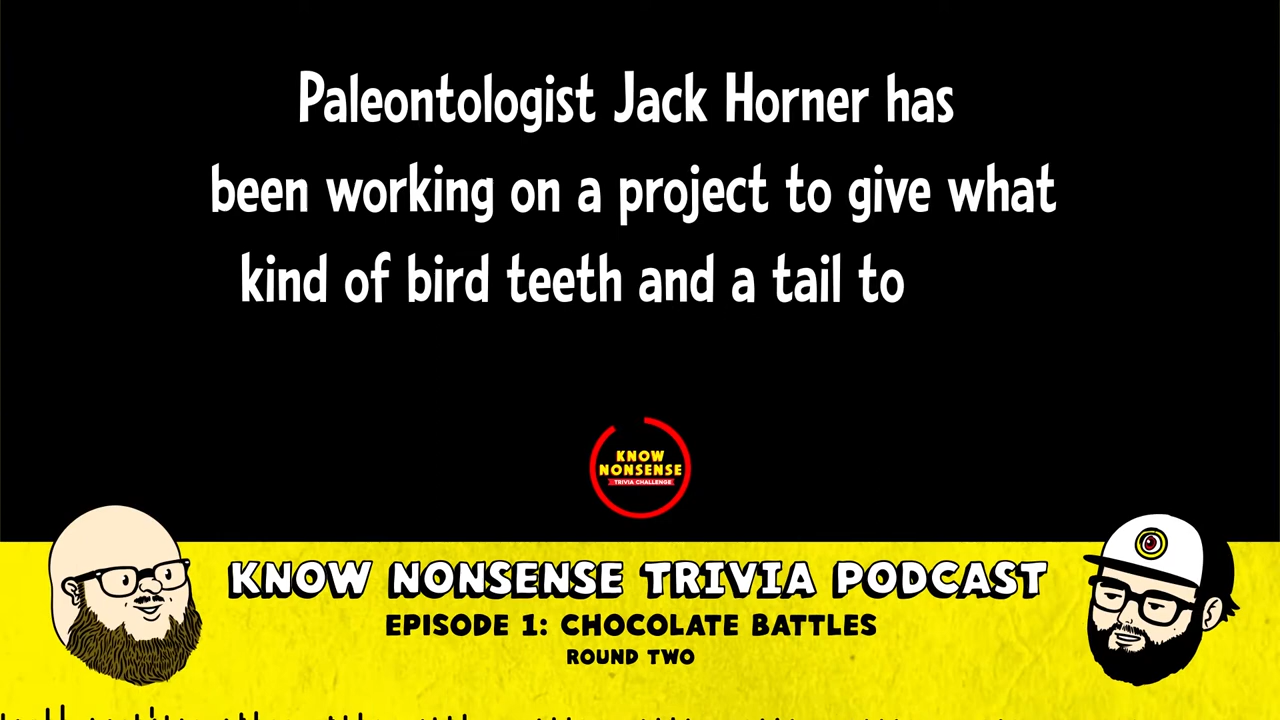 Paleontologist Jack Horner has
been working on a project to give what
kind of bird teeth and a tail to
KNOW
NONSENSE
TRIVIA CHALLENGE
KNOW NONSENSE TRIVIA PODCAST
EPISODE 1: CHOCOLATE BATTLES
ROUND TWO